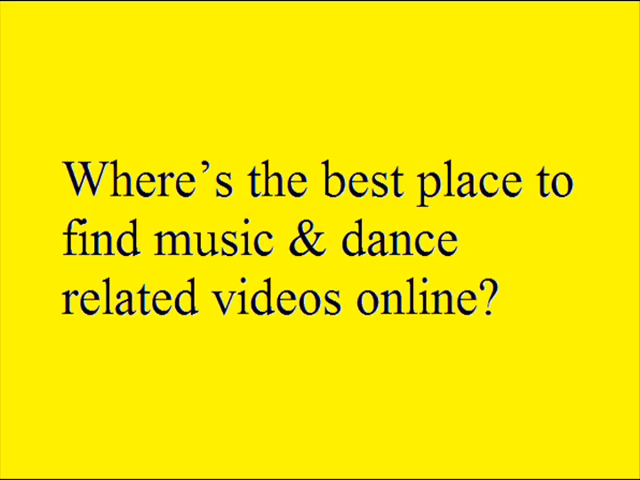 Where’s the best place to
find music & dance
related videos online?